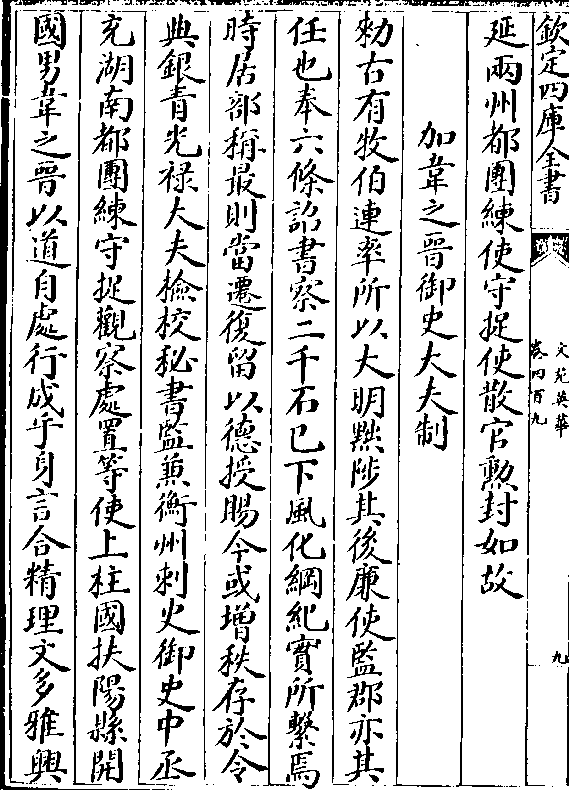 欽定四庫全書
文苑英華
卷四百九
九
延兩州都團練使守捉使散官勲封如故
加韋之晉御史大夫制
勅古有牧伯連率所以大明黜陟其後廉使監郡亦其
任也奉六條詔書察二千石已下風化綱紀實所繫焉
時居部稱最則當遷復留以德授賜今或增秩存於令
典銀青光禄大夫撿校秘書監兼衡州刺史御史中丞
充湖南都團練守捉觀察處置等使上柱國扶陽縣開
國男韋之晉以道自處行成乎身言合精理文多雅興